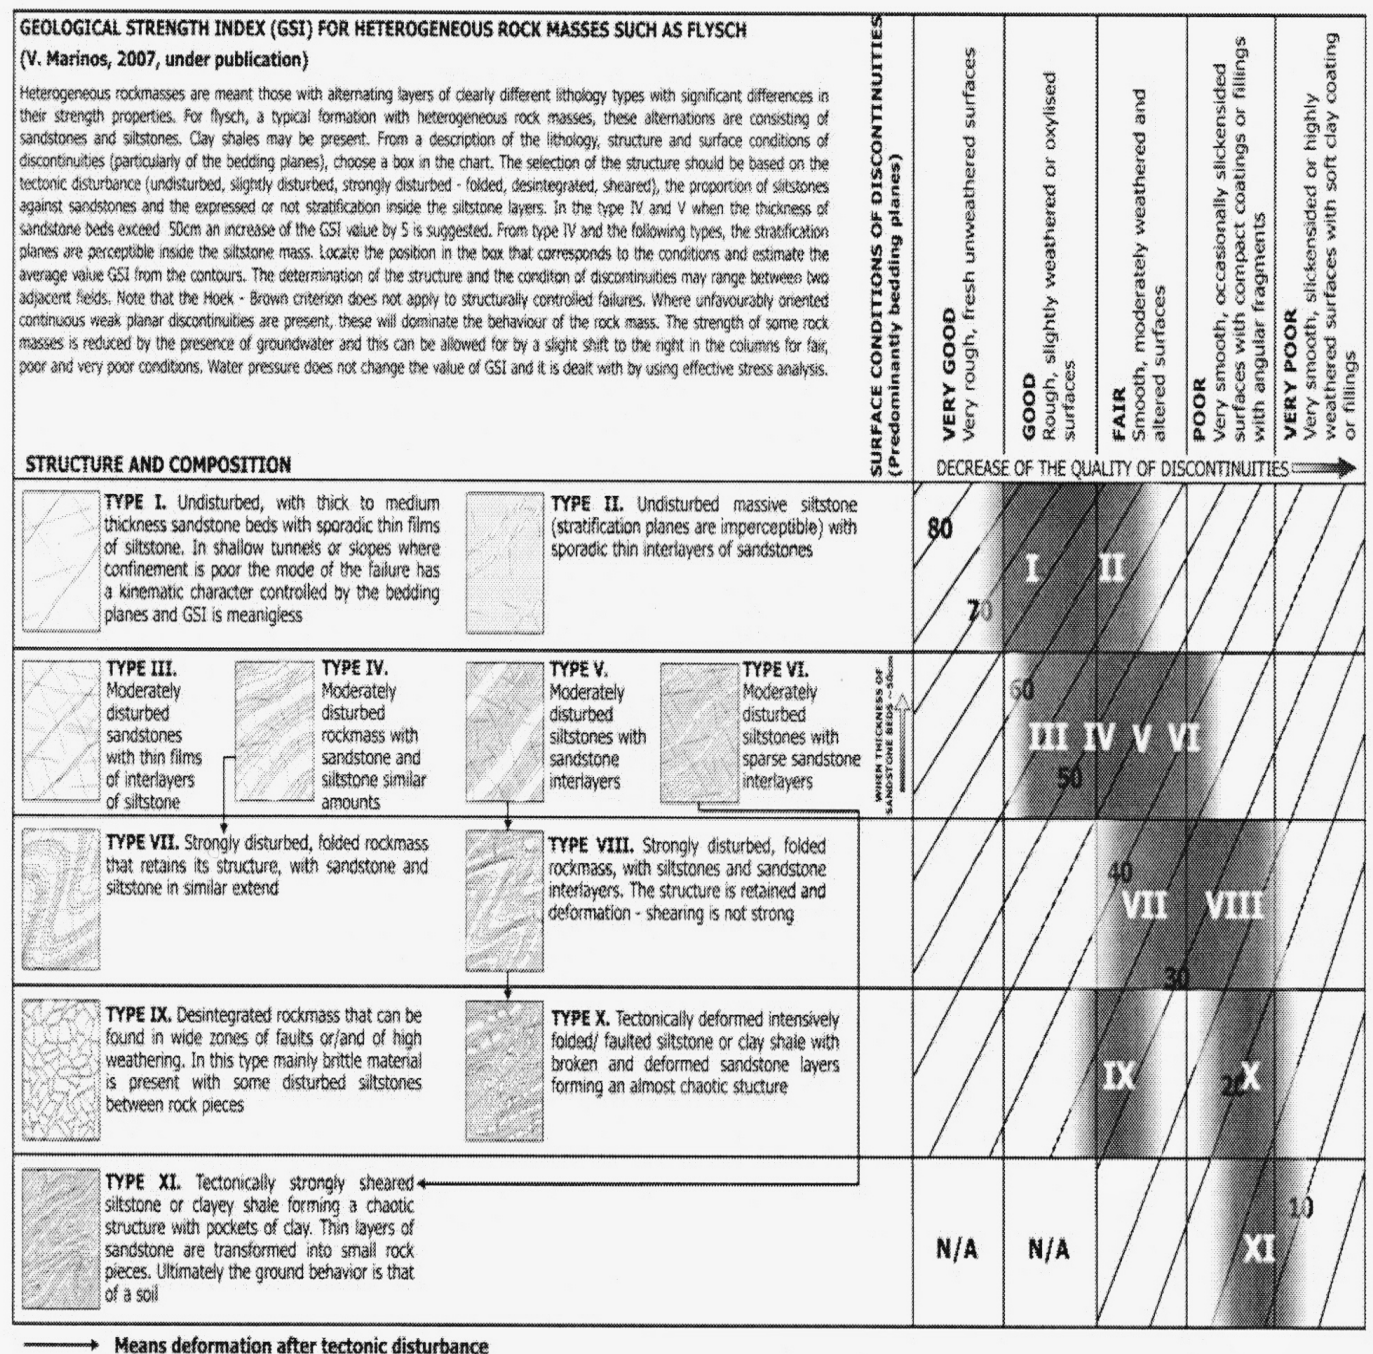 GEOLOGICAL STRENGTH INDEX (GSI) FOR HETEROGENEOUS ROCK MASSES SUCH AS FLYSCH
(V. Marinos, 2007, under publication)
Heterogeneous rockmasses are meant those with alternating layers of clearly different lithology types with significant differences in
their strength properties. For flysch, a typical formation with heterogeneous rock masses, these alternations are consisting of
sandstones and siltstones. Clay shales may be present. From a description of the lithology, structure and surface conditions of
discontinuities (particularly of the bedding planes), choose a box in the chart. The selection of the structure should be based on the
tectonic disturbance (undisturbed, slightly disturbed, strongly disturbed - folded, desintegrated, sheared), the proportion of siltstones
against sandstones and the expressed or not stratification inside the siltstone layers. In the type IV and V when the thickness of
sandstone beds exceed 50cm an increase of the GSI value by 5 is suggested. From type IV and the following types, the stratification
planes are perceptible inside the siltstone mass. Locate the position in the box that corresponds to the conditions and estimate the
average value GSI from the contours. The determination of the structure and the conditon of discontinuities may range between two
adjacent fields. Note that the Hoek - Brown criterion does not apply to structurally controlled failures. Where unfavourably oriented
continuous weak planar discontinuities are present, these will dominate the behaviour of the rock mass. The strength of some rock
masses is reduced by the presence of groundwater and this can be allowed for by a slight shift to the right in the columns for fair,
poor and very poor conditions. Water pressure does not change the value of GSI and it is dealt with by using effective stress analysis.
STRUCTURE AND COMPOSITION
SURFACE CONDITIONS OF DISCONTINUITIES
(Predominantly bedding planes)
VERY GOOD
Very rough, fresh unweathered surfaces
GOOD
Rough, slightly weathered or oxylised
surfaces
FAIR
Smooth, moderately weathered and
altered surfaces
POOR
Very smooth, occasionally slickensided
surfaces with compact coatings or fillings
with angular fragments
VERY POOR
Very smooth, slickensided or highly
weathered surfaces with soft clay coating
or fillings
DECREASE OF THE QUALITY OF DISCONTINUITIES
TYPE I. Undisturbed, with thick to medium
thickness sandstone beds with sporadic thin films
of siltstone. In shallow tunnels or slopes where
confinement is poor the mode of the failure has
a kinematic character controlled by the bedding
planes and GSI is meanigless
TYPE II. Undisturbed massive siltstone
(stratification planes are imperceptible) with
sporadic thin interlayers of sandstones
80
70
I
II
TYPE III.
Moderately
disturbed
sandstones
with thin films
of interlayers
of siltstone
TYPE IV.
Moderately
disturbed
rockmass with
sandstone and
siltstone similar
amounts
TYPE V.
Moderately
disturbed
siltstones with
sandstone
interlayers
TYPE VI.
Moderately
disturbed
siltstones with
sparse sandstone
interlayers
WHEN THICKNESS OF
SANDSTONE BEDS ~50cm
60
III IV V VI
50
TYPE VII. Strongly disturbed, folded rockmass
that retains its structure, with sandstone and
siltstone in similar extend
TYPE VIII. Strongly disturbed, folded
rockmass, with siltstones and sandstone
interlayers. The structure is retained and
deformation - shearing is not strong
40
VII
VIII
30
TYPE IX. Desintegrated rockmass that can be
found in wide zones of faults or/and of high
weathering. In this type mainly brittle material
is present with some disturbed siltstones
between rock pieces
TYPE X. Tectonically deformed intensively
folded/ faulted siltstone or clay shale with
broken and deformed sandstone layers
forming an almost chaotic stucture
IX
20
X
TYPE XI. Tectonically strongly sheared
siltstone or clayey shale forming a chaotic
structure with pockets of clay. Thin layers of
sandstone are transformed into small rock
pieces. Ultimately the ground behavior is that
of a soil
N/A
N/A
10
XI
Means deformation after tectonic disturbance